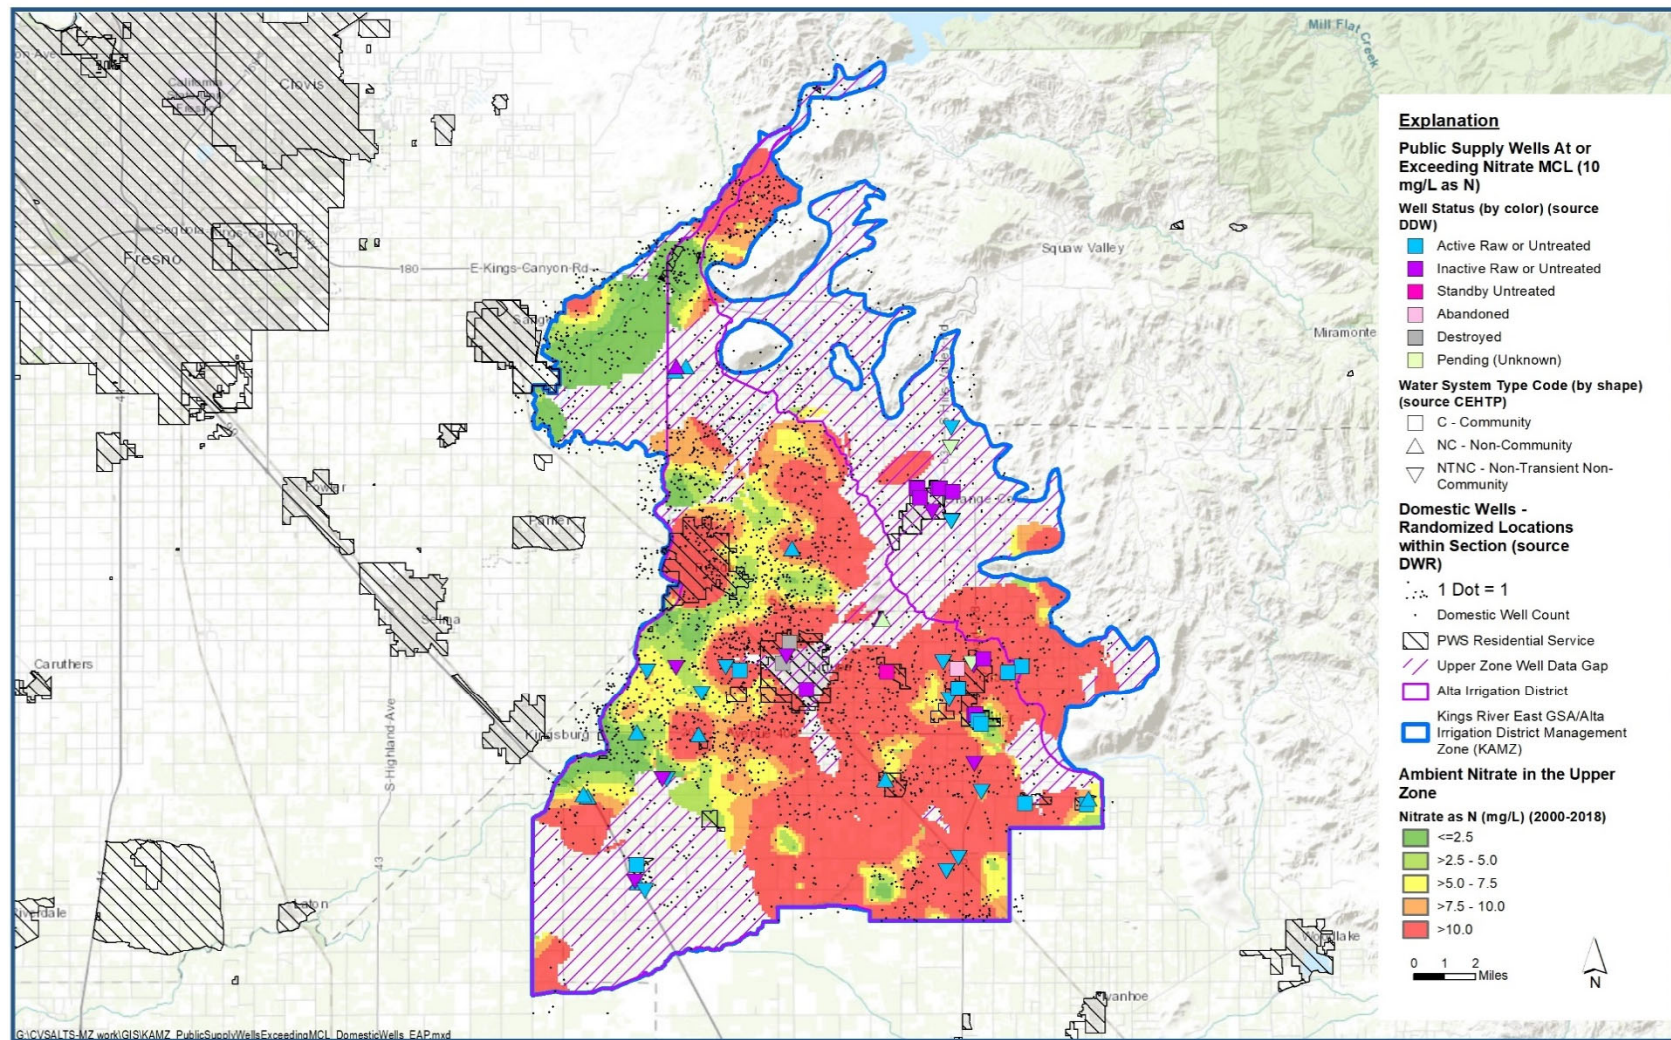 Mill Flat
Creek
Clovis
California
Fresno
Squaw Valley
180
E-Kings-Canyon-Rd
Miramonte
Selma
Caruthers
Kingsburg
S-Highland-Ave
43
Laton
Woodlake
Ivanhoe
G:\CVSALTS-MZ work\GIS\KAMZ_PublicSupplyWellsExceedingMCL_DomesticWells_EAP.mxd
Explanation
Public Supply Wells At or
Exceeding Nitrate MCL (10
mg/L as N)
Well Status (by color) (source
DDW)
Active Raw or Untreated
Inactive Raw or Untreated
Standby Untreated
Abandoned
Destroyed
Pending (Unknown)
Water System Type Code (by shape)
(source CEHTP)
C - Community
NC - Non-Community
NTNC - Non-Transient Non-
Community
Domestic Wells -
Randomized Locations
within Section (source
DWR)
1 Dot = 1
Domestic Well Count
PWS Residential Service
Upper Zone Well Data Gap
Alta Irrigation District
Kings River East GSA/Alta
Irrigation District Management
Zone (KAMZ)
Ambient Nitrate in the Upper
Zone
Nitrate as N (mg/L) (2000-2018)
<=2.5
>2.5 - 5.0
>5.0 - 7.5
>7.5 - 10.0
>10.0
0 1 2
Miles
N